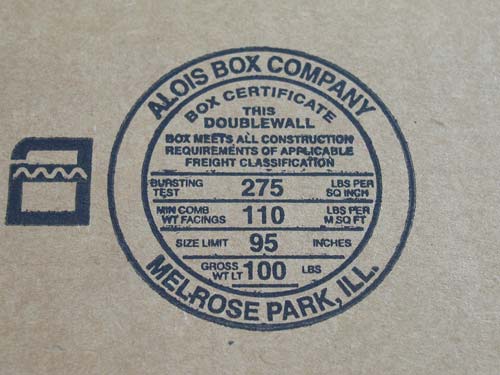 ALOIS BOX COMPANY
BOX CERTIFICATE
THIS
DOUBLEWALL
BOX MEETS ALL CONSTRUCTION
REQUIREMENTS OF APPLICABLE
FREIGHT CLASSIFICATION
BURSTING TEST 275 LBS PER SQ INCH
MIN COMB WT FACINGS 110 LBS PER M SQ FT
SIZE LIMIT 95 INCHES
GROSS WT LT 100 LBS
MELROSE PARK, ILL.